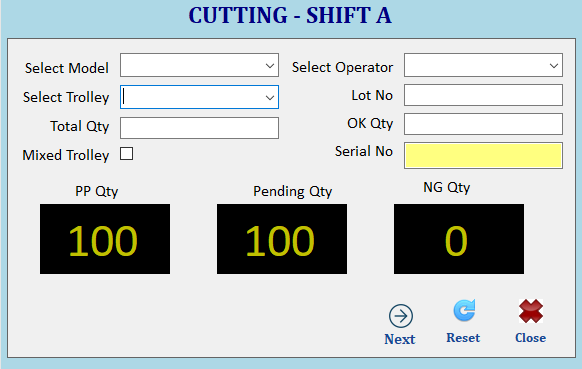 CUTTING - SHIFT A
Select Model
Select Operator
Select Trolley
Lot No
Total Qty
OK Qty
Mixed Trolley
Serial No
PP Qty
Pending Qty
NG Qty
100
100
0
Next
Reset
Close